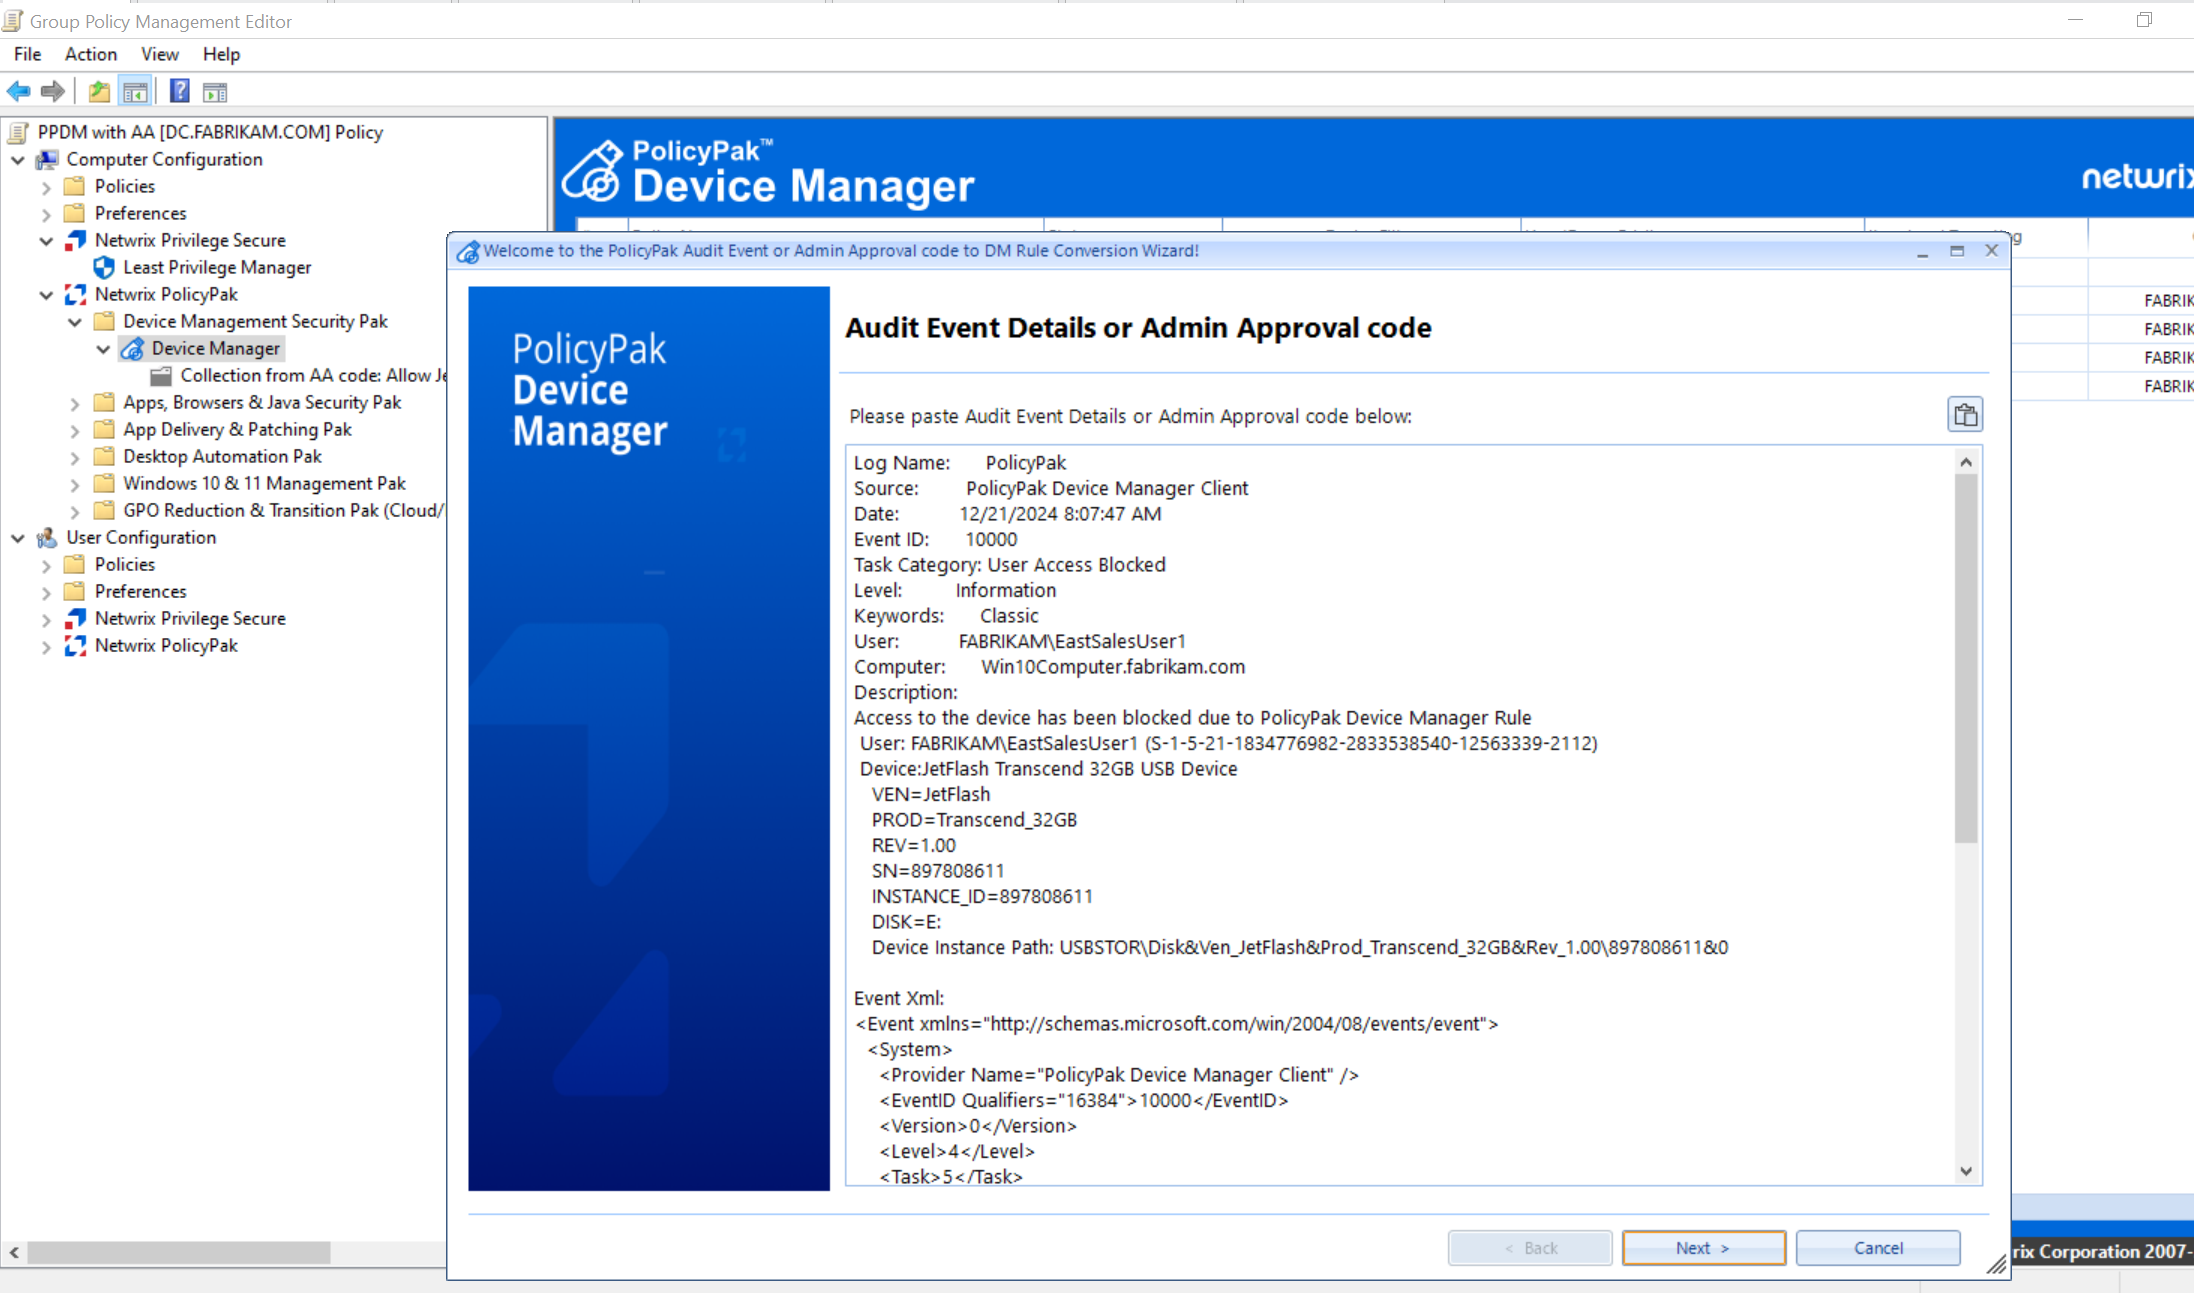 Group Policy Management Editor
File Action View Help
PPDM with AA [DC.FABRIKAM.COM] Policy
Computer Configuration
Policies
Preferences
Netwrix Privilege Secure
Least Privilege Manager
Netwrix PolicyPak
Device Management Security Pak
Device Manager
Collection from AA code: Allow Je
Apps, Browsers & Java Security Pak
App Delivery & Patching Pak
Desktop Automation Pak
Windows 10 & 11 Management Pak
GPO Reduction & Transition Pak (Cloud/
User Configuration
Policies
Preferences
Netwrix Privilege Secure
Netwrix PolicyPak
PolicyPak™
Device Manager
netwrix
FABRIK
FABRIK
FABRIK
FABRIK
Welcome to the PolicyPak Audit Event or Admin Approval code to DM Rule Conversion Wizard!
PolicyPak
Device
Manager
Audit Event Details or Admin Approval code
Please paste Audit Event Details or Admin Approval code below:
Log Name: PolicyPak
Source: PolicyPak Device Manager Client
Date: 12/21/2024 8:07:47 AM
Event ID: 10000
Task Category: User Access Blocked
Level: Information
Keywords: Classic
User: FABRIKAM\EastSalesUser1
Computer: Win10Computer.fabrikam.com
Description:
Access to the device has been blocked due to PolicyPak Device Manager Rule
User: FABRIKAM\EastSalesUser1 (S-1-5-21-1834776982-2833538540-12563339-2112)
Device:JetFlash Transcend 32GB USB Device
VEN=JetFlash
PROD=Transcend_32GB
REV=1.00
SN=897808611
INSTANCE_ID=897808611
DISK=E:
Device Instance Path: USBSTOR\Disk&Ven_JetFlash&Prod_Transcend_32GB&Rev_1.00\897808611&0
Event Xml:
<Event xmlns="http://schemas.microsoft.com/win/2004/08/events/event">
<System>
<Provider Name="PolicyPak Device Manager Client" />
<EventID Qualifiers="16384">10000</EventID>
<Version>0</Version>
<Level>4</Level>
<Task>5</Task>
< Back
Next >
Cancel
rix Corporation 2007-